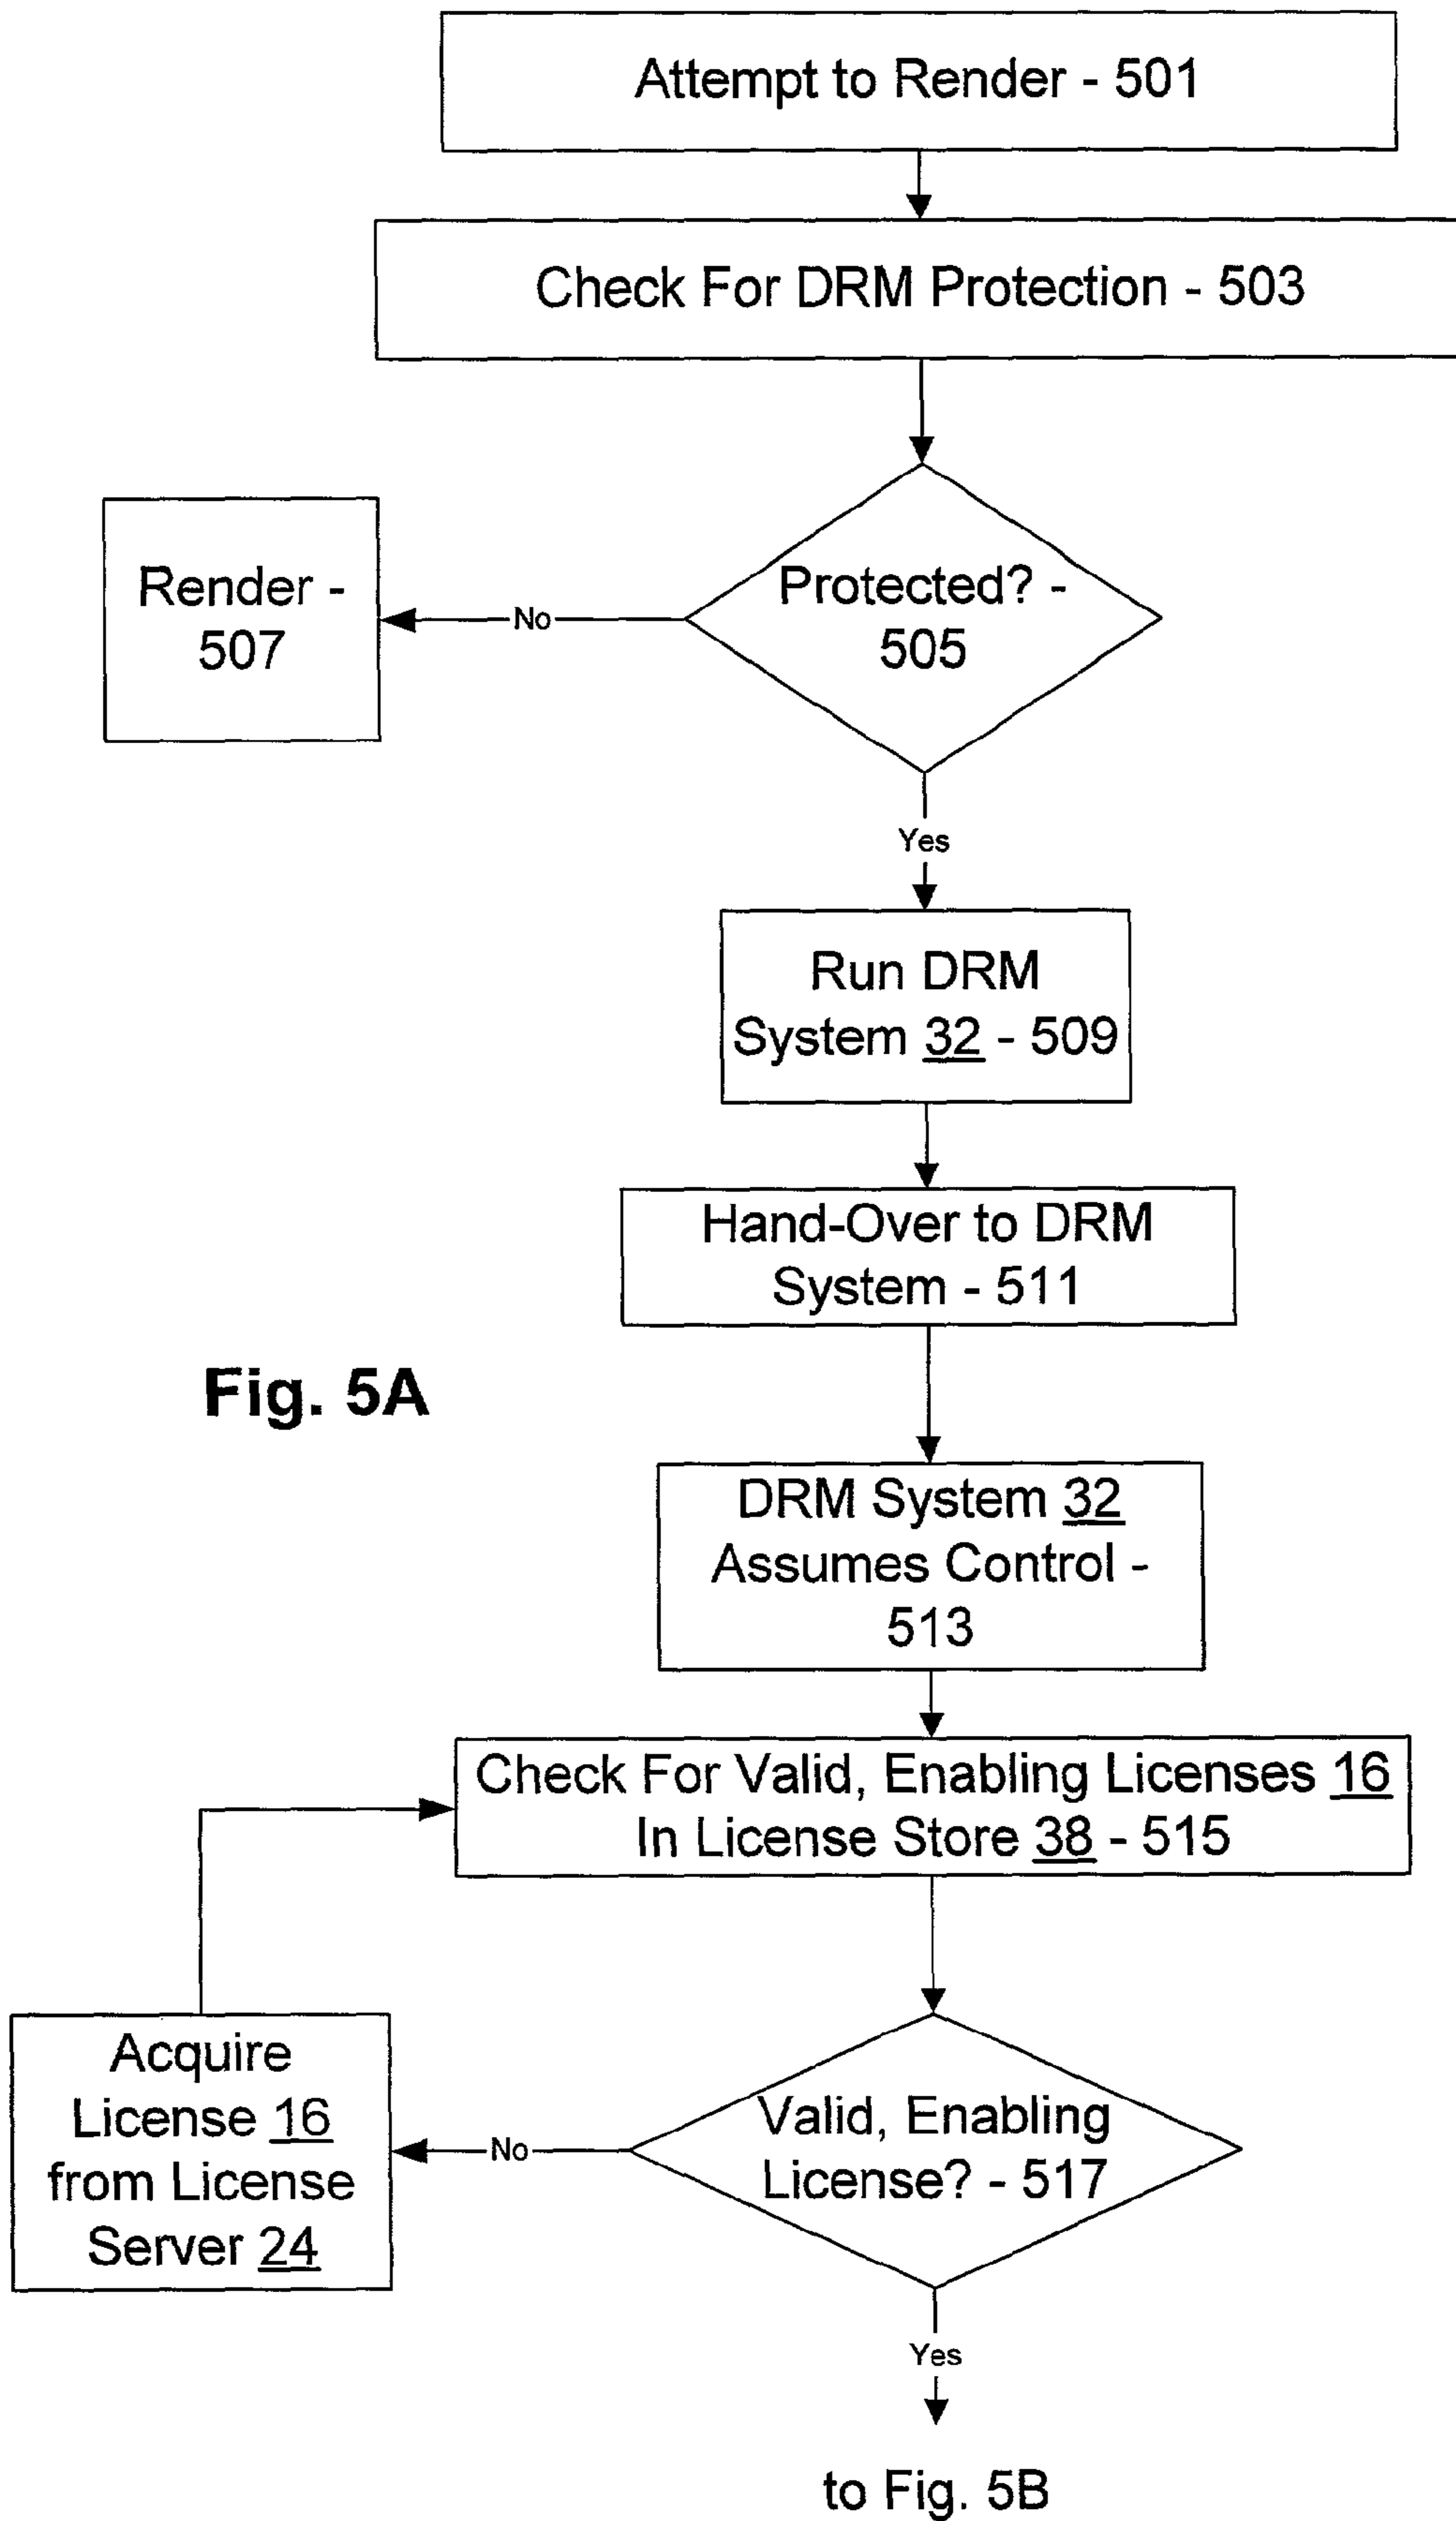 Attempt to Render - 501
Check For DRM Protection - 503
Protected? -
505
No
Render -
507
Yes
Run DRM
System 32 - 509
Hand-Over to DRM
System - 511
Fig. 5A
DRM System 32
Assumes Control -
513
Check For Valid, Enabling Licenses 16
In License Store 38 - 515
Valid, Enabling
License? - 517
No
Acquire
License 16
from License
Server 24
Yes
to Fig. 5B